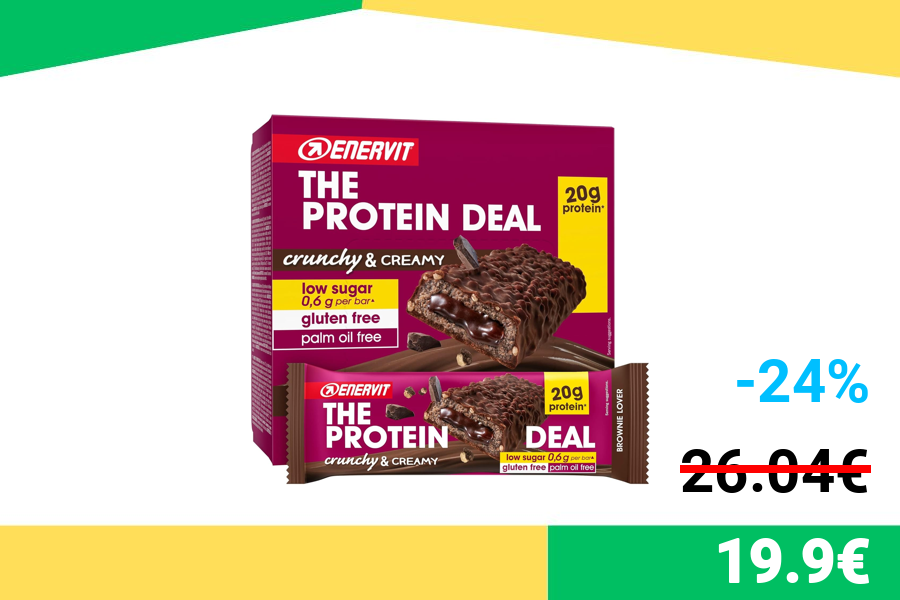 ENERVIT
THE
PROTEIN DEAL
20g
protein*
crunchy & CREAMY
low sugar
0,6 g per bar▲
gluten free
palm oil free
ENERVIT
THE
PROTEIN DEAL
crunchy & CREAMY
20g
protein*
low sugar 0,6 g per bar▲
gluten free palm oil free
BROWNIE LOVER
-24%
26.04€
19.9€